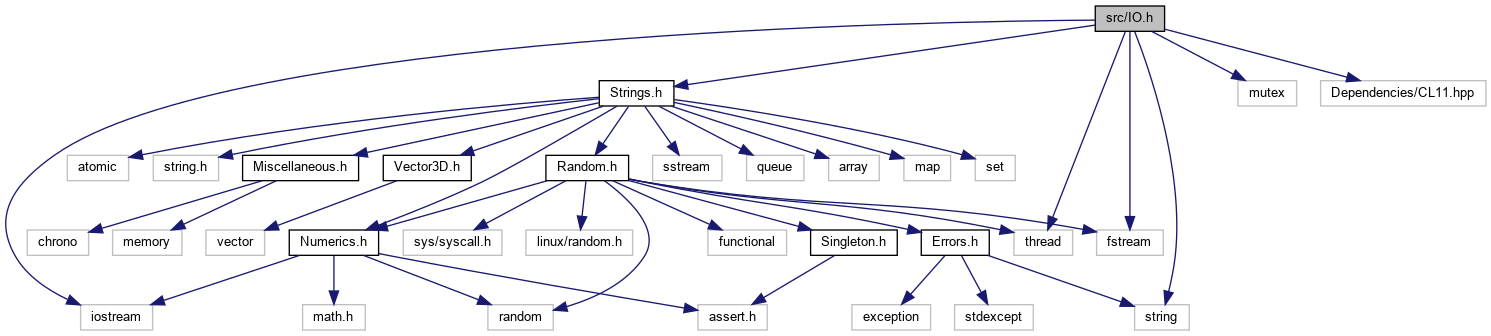 src/IO.h
Strings.h
mutex
Dependencies/CL11.hpp
atomic
string.h
Miscellaneous.h
Vector3D.h
Random.h
sstream
queue
array
map
set
chrono
memory
vector
Numerics.h
sys/syscall.h
linux/random.h
functional
Singleton.h
Errors.h
thread
fstream
iostream
math.h
random
assert.h
exception
stdexcept
string